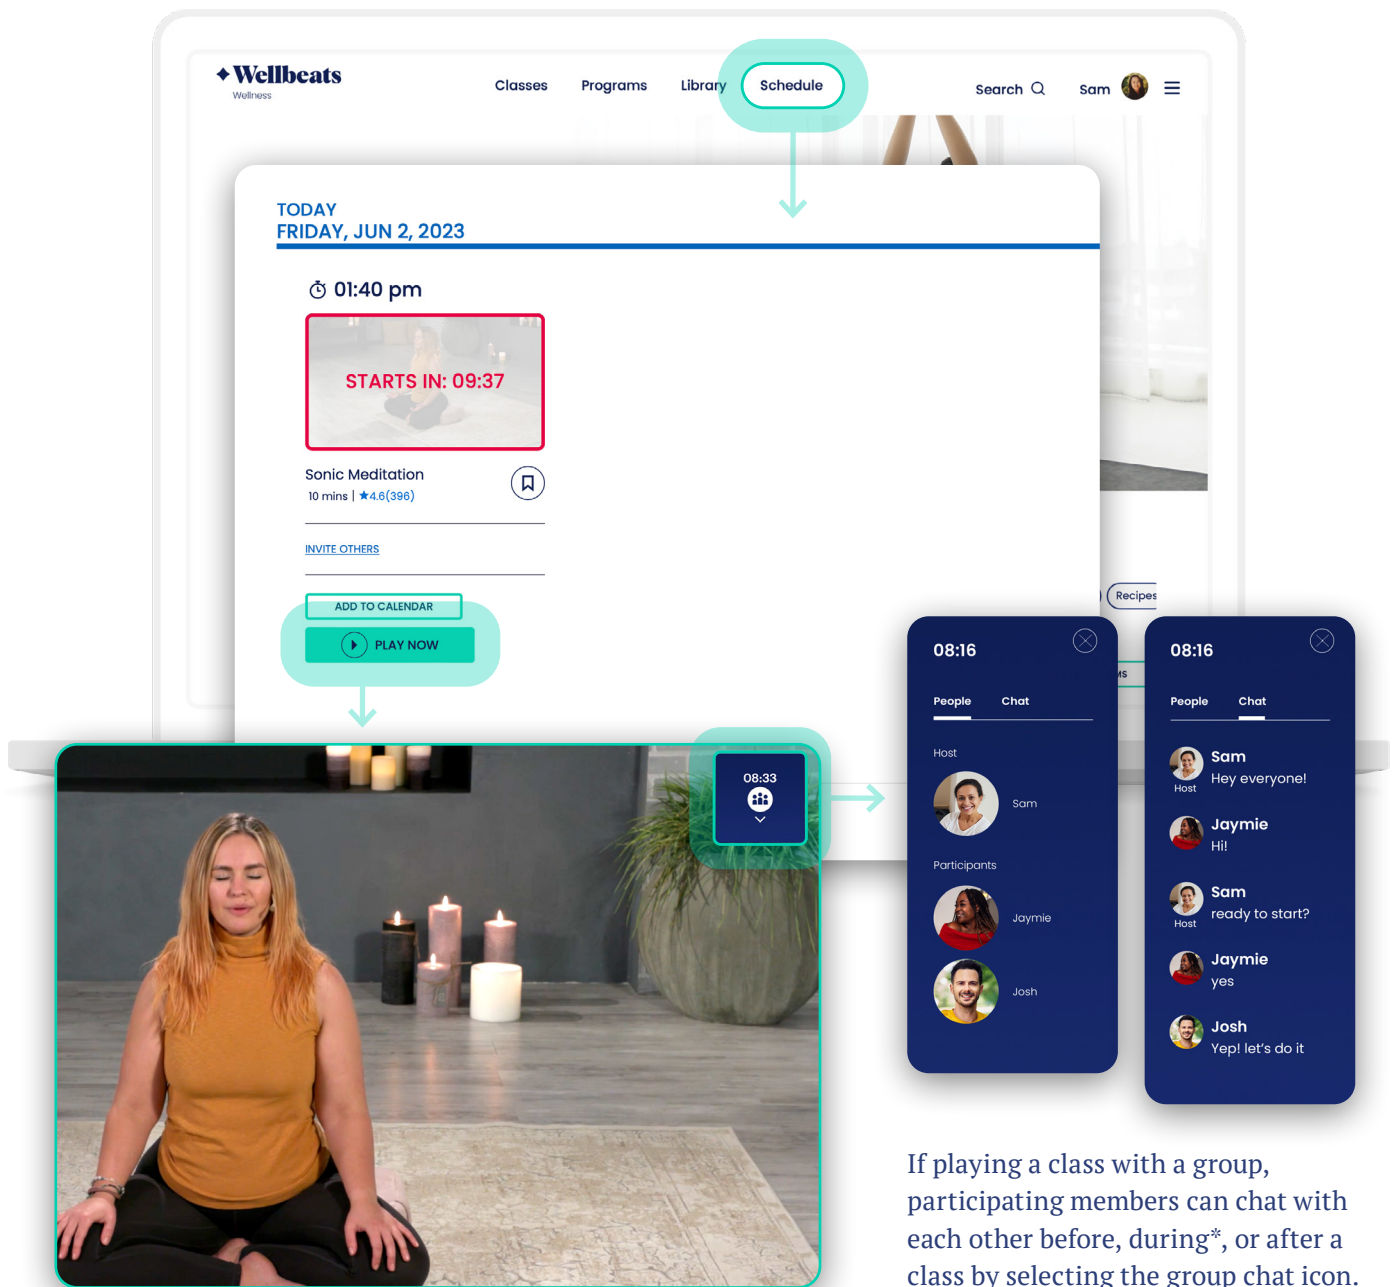 Wellbeats
Wellness
Classes Programs Library Schedule Search Sam
TODAY
FRIDAY, JUN 2, 2023
01:40 pm
STARTS IN: 09:37
Sonic Meditation
10 mins | ★4.6(396)
INVITE OTHERS
ADD TO CALENDAR
PLAY NOW
Recipes
08:33
08:16
People Chat
Host
Sam
Participants
Jaymie
Josh
08:16
People Chat
Sam
Hey everyone!
Host
Jaymie
Hi!
Sam
ready to start?
Host
Jaymie
yes
Josh
Yep! let's do it
If playing a class with a group,
participating members can chat with
each other before, during*, or after a
class by selecting the group chat icon.